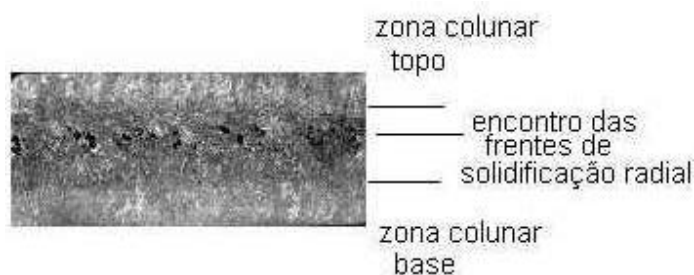 zona colunar
topo
encontro das
frentes de
solidificação radial
zona colunar
base